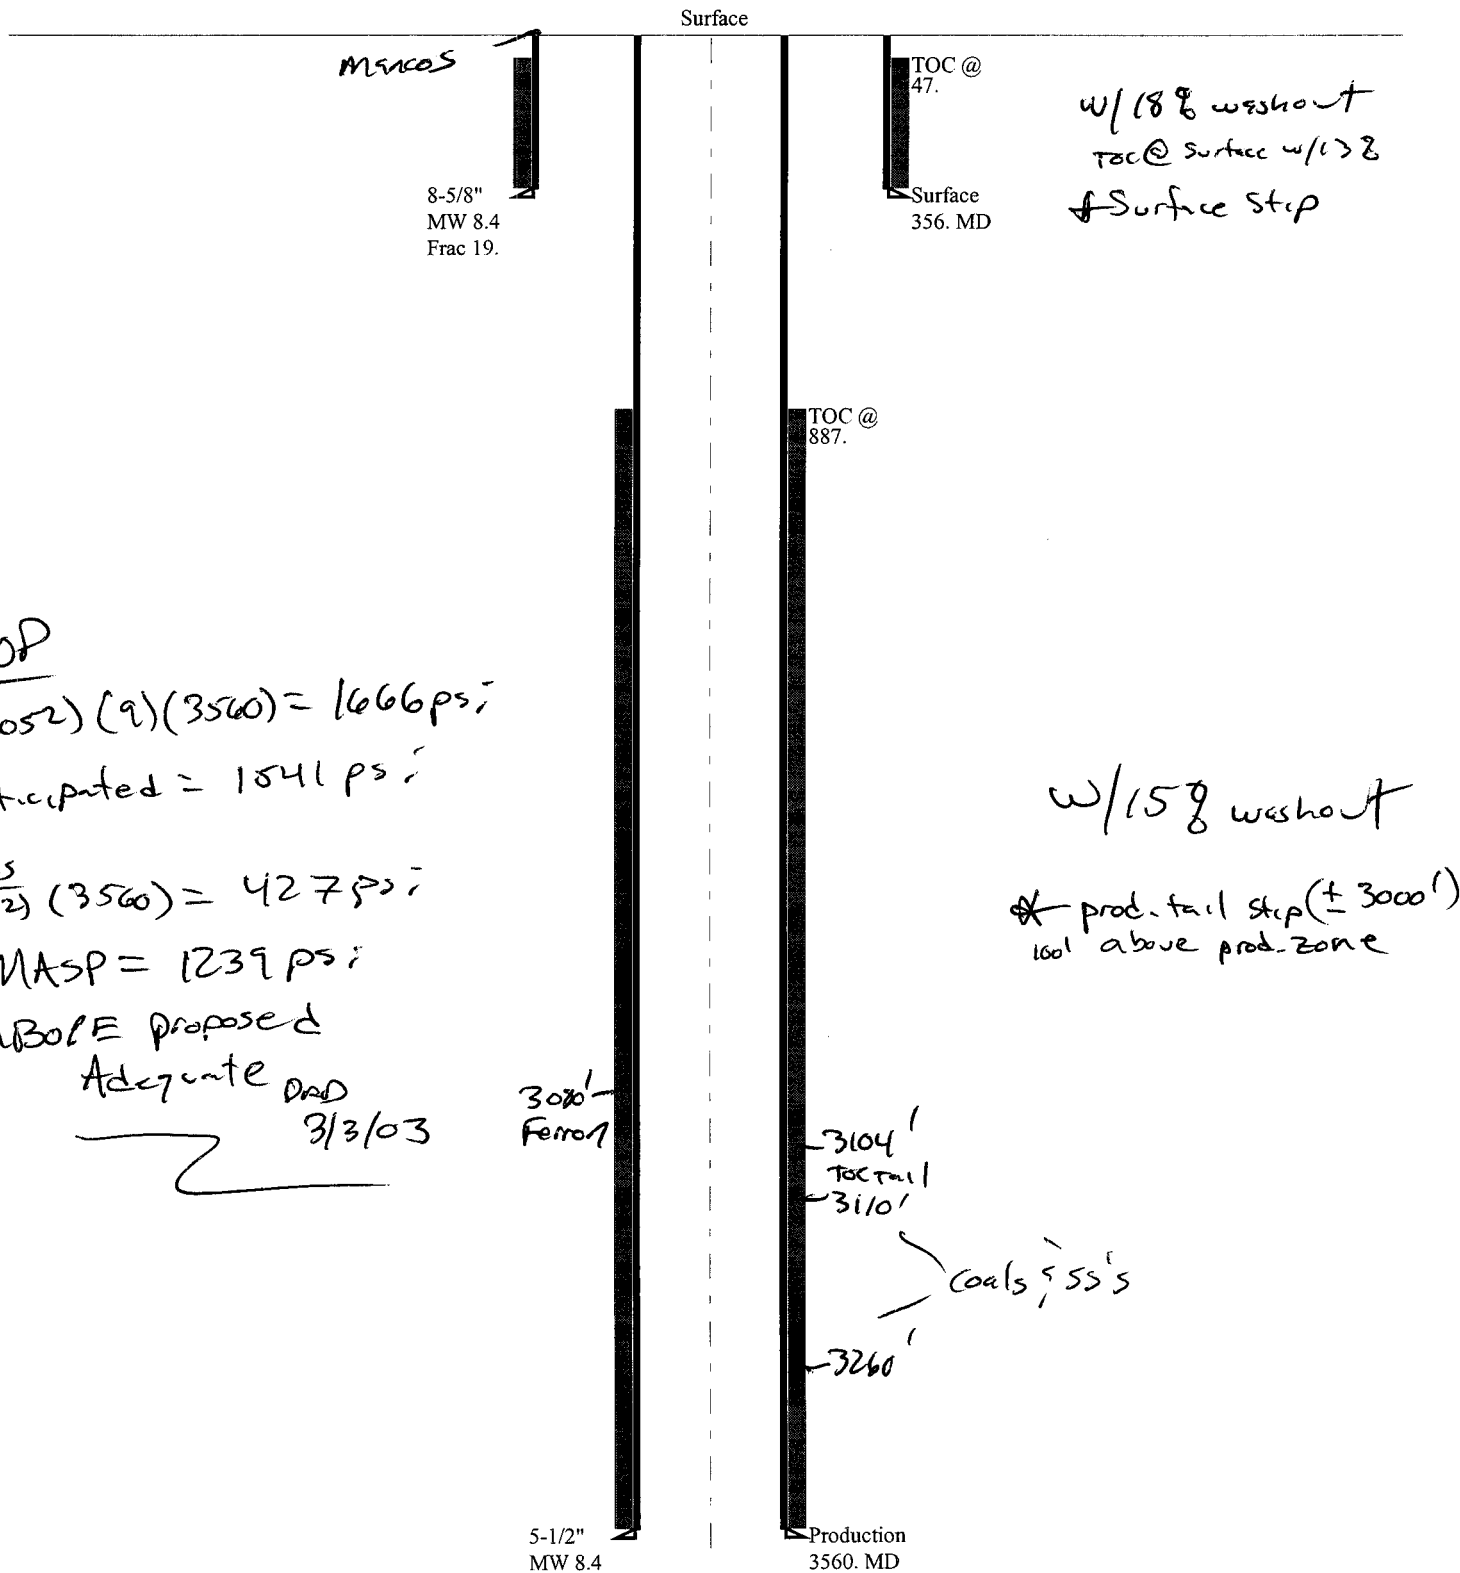 Surface
Mancos
TOC @
47.
w/ 18% washout
TOC @ Surface w/13%
* Surface stip
8-5/8"
MW 8.4
Frac 19.
Surface
356. MD
TOC @
887.
OP
052) (9)(3560) = 1666 psi
ticipated = 1541 psi
(3560) = 427 psi
MASP = 1239 psi
BOPE proposed
Adequate DAD
3/3/03
w/15% washout
* prod. tail stip (± 3000')
100' above prod. zone
3080'
Ferron
3104'
TOC Tail
3110'
Coals & SS's
3260'
5-1/2"
MW 8.4
Production
3560. MD